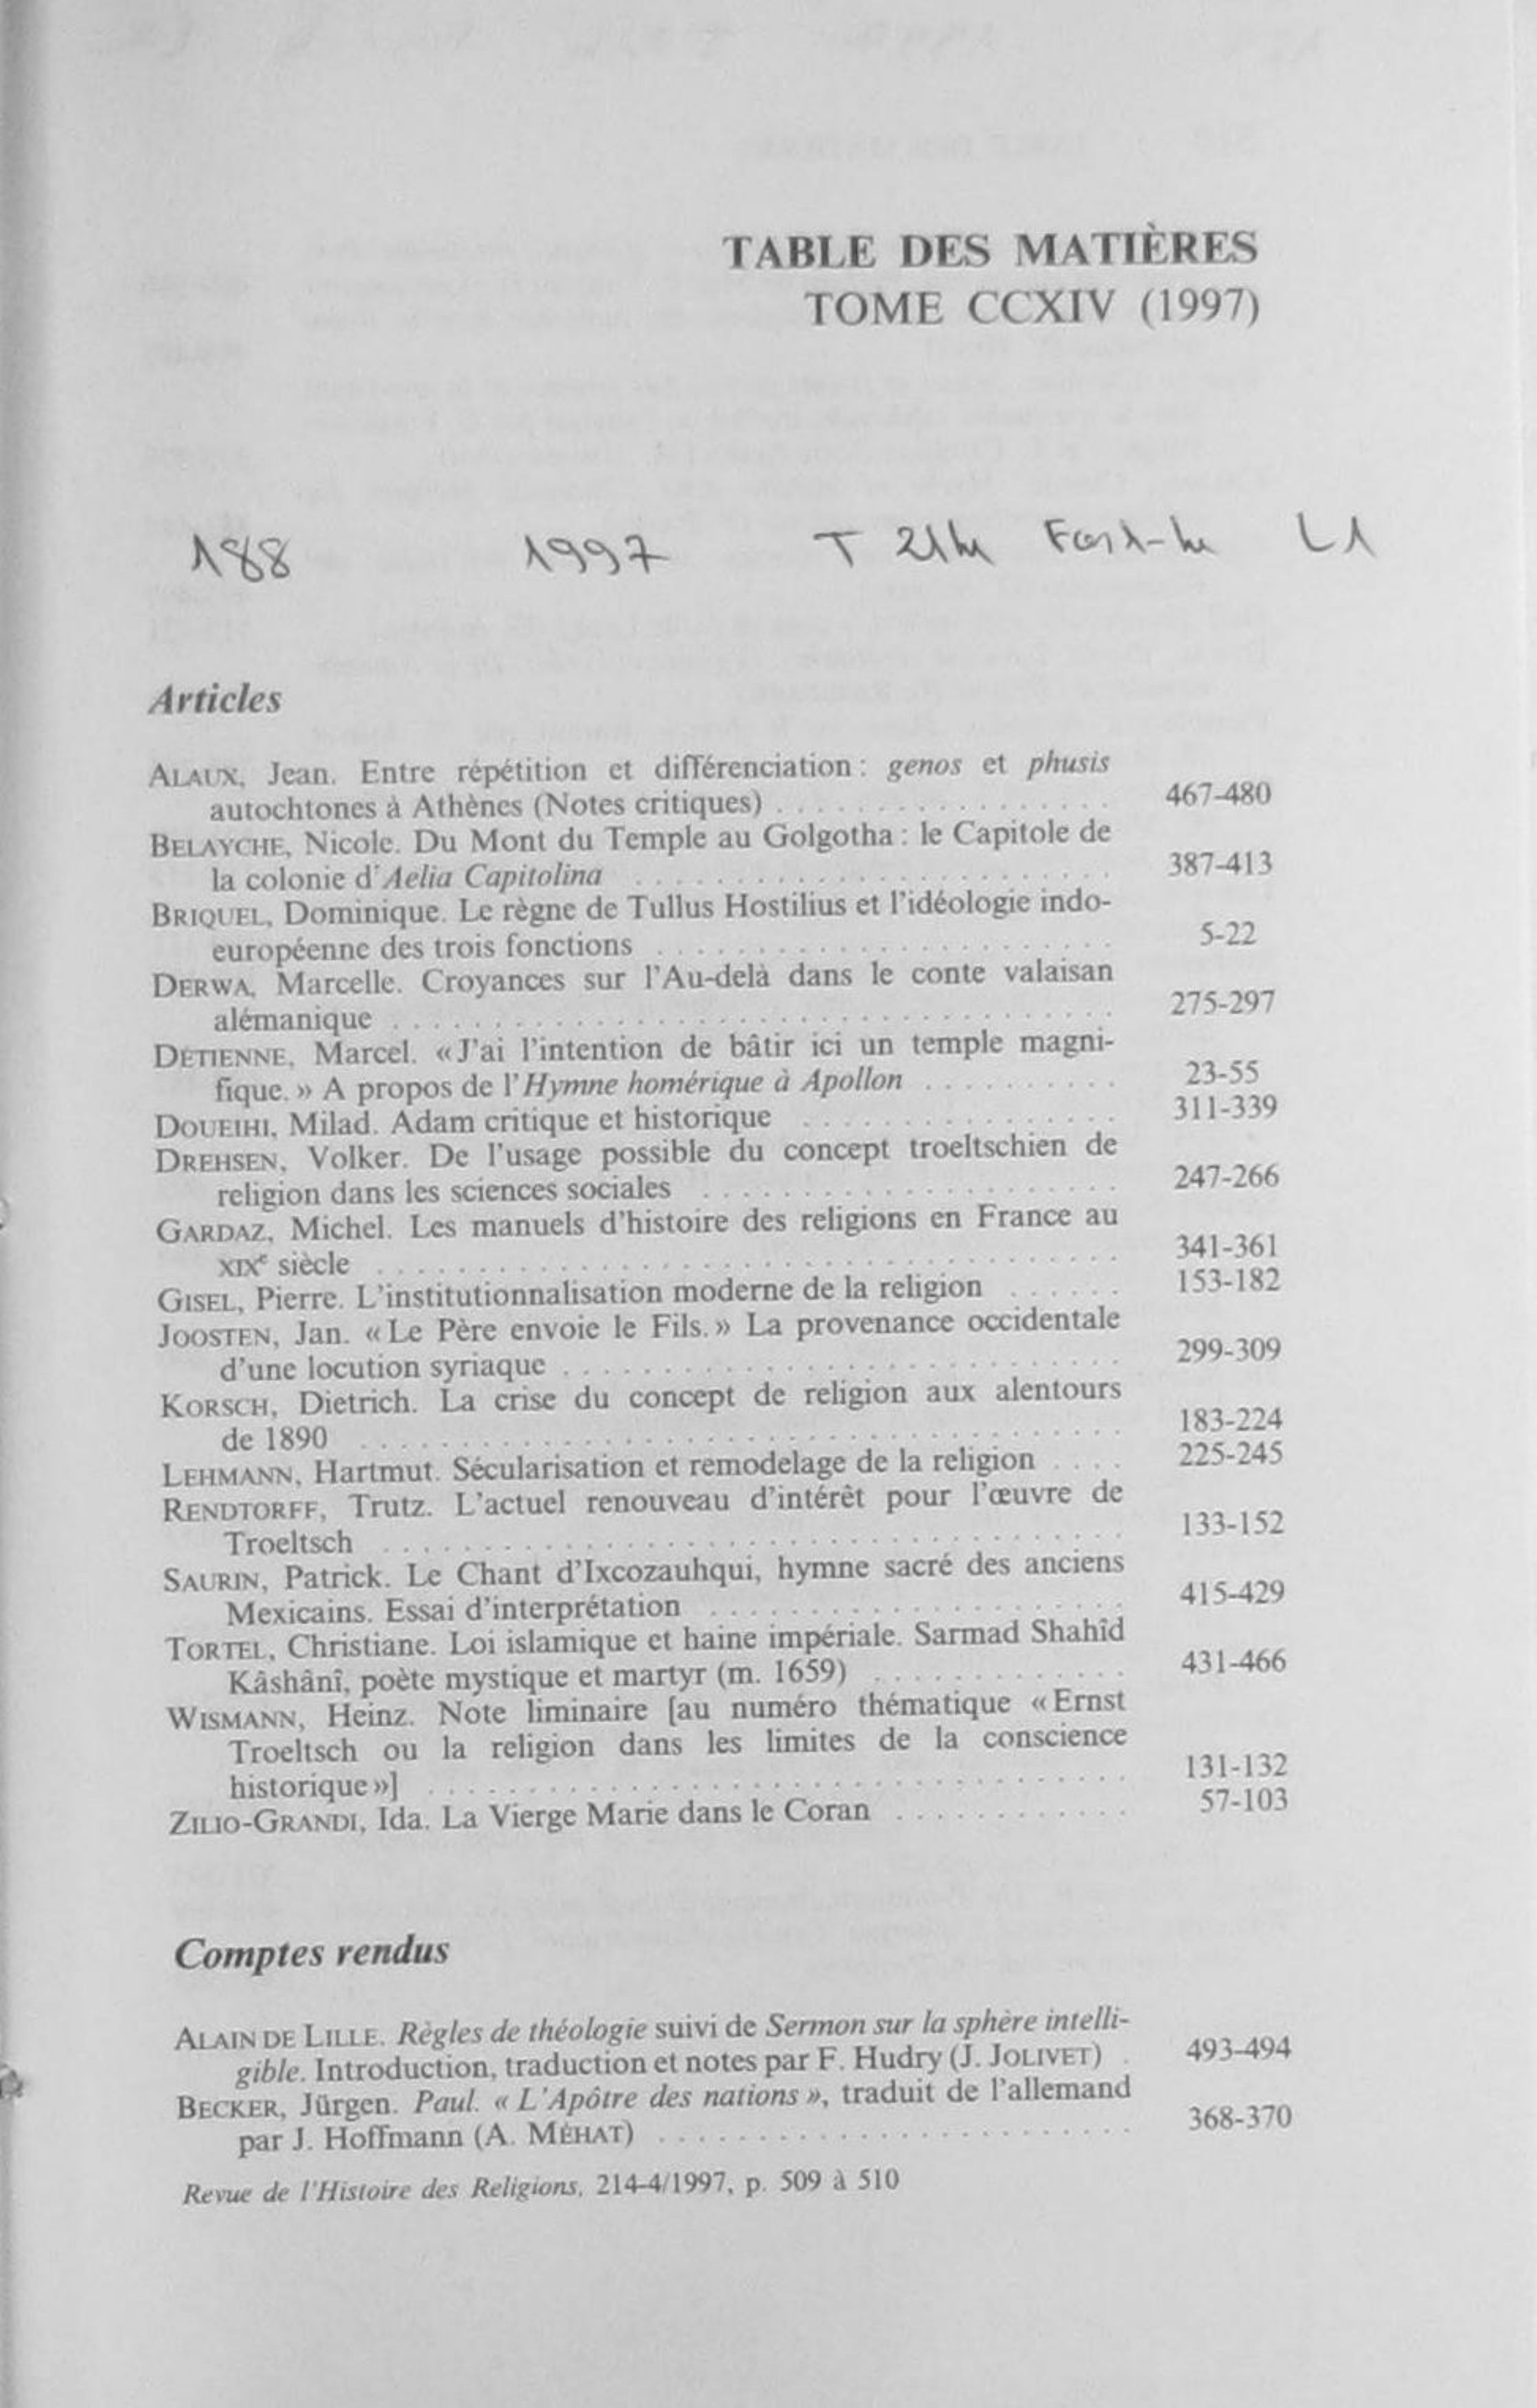 TABLE DES MATIÈRES
TOME CCXIV (1997)
188 1997 T 214 L1
Articles
ALAUX, Jean. Entre répétition et différenciation : genos et phusis
autochtones à Athènes (Notes critiques) . . . . . . . . . . . . . . . . . 467-480
BELAYCHE, Nicole. Du Mont du Temple au Golgotha : le Capitole de
la colonie d'Aelia Capitolina . . . . . . . . . . . . . . . . . . . . . . . . 387-413
BRIQUEL, Dominique. Le règne de Tullus Hostilius et l'idéologie indo-
européenne des trois fonctions . . . . . . . . . . . . . . . . . . . . . . . 5-22
DERWA, Marcelle. Croyances sur l'Au-delà dans le conte valaisan
alémanique . . . . . . . . . . . . . . . . . . . . . . . . . . . . . . . . . . . . 275-297
DÉTIENNE, Marcel. « J'ai l'intention de bâtir ici un temple magni-
fique. » A propos de l'Hymne homérique à Apollon . . . . . . . . . . 23-55
DOUEIHI, Milad. Adam critique et historique . . . . . . . . . . . . . . . . 311-339
DREHSEN, Volker. De l'usage possible du concept troeltschien de
religion dans les sciences sociales . . . . . . . . . . . . . . . . . . . . . 247-266
GARDAZ, Michel. Les manuels d'histoire des religions en France au
XIXe siècle . . . . . . . . . . . . . . . . . . . . . . . . . . . . . . . . . . . . . 341-361
GISEL, Pierre. L'institutionnalisation moderne de la religion . . . . . . 153-182
JOOSTEN, Jan. « Le Père envoie le Fils. » La provenance occidentale
d'une locution syriaque . . . . . . . . . . . . . . . . . . . . . . . . . . . . 299-309
KORSCH, Dietrich. La crise du concept de religion aux alentours
de 1890 . . . . . . . . . . . . . . . . . . . . . . . . . . . . . . . . . . . . . . 183-224
LEHMANN, Hartmut. Sécularisation et remodelage de la religion . . . . 225-245
RENDTORFF, Trutz. L'actuel renouveau d'intérêt pour l'œuvre de
Troeltsch . . . . . . . . . . . . . . . . . . . . . . . . . . . . . . . . . . . . . 133-152
SAURIN, Patrick. Le Chant d'Ixcozauhqui, hymne sacré des anciens
Mexicains. Essai d'interprétation . . . . . . . . . . . . . . . . . . . . . 415-429
TORTEL, Christiane. Loi islamique et haine impériale. Sarmad Shahîd
Kâshânî, poète mystique et martyr (m. 1659) . . . . . . . . . . . . . 431-466
WISMANN, Heinz. Note liminaire [au numéro thématique « Ernst
Troeltsch ou la religion dans les limites de la conscience
historique »] . . . . . . . . . . . . . . . . . . . . . . . . . . . . . . . . . . . 131-132
ZILIO-GRANDI, Ida. La Vierge Marie dans le Coran . . . . . . . . . . . . 57-103
Comptes rendus
ALAIN DE LILLE. Règles de théologie suivi de Sermon sur la sphère intelli-
gible. Introduction, traduction et notes par F. Hudry (J. JOLIVET) . 493-494
BECKER, Jürgen. Paul. « L'Apôtre des nations », traduit de l'allemand
par J. Hoffmann (A. MÉHAT) . . . . . . . . . . . . . . . . . . . . . . . . 368-370
Revue de l'Histoire des Religions, 214-4/1997, p. 509 à 510